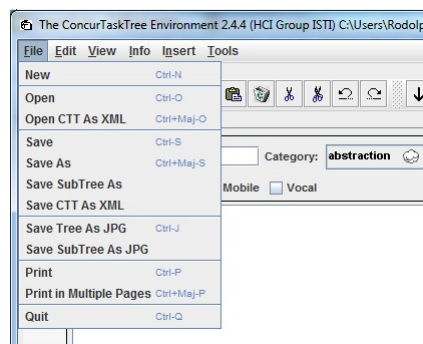 The ConcurTaskTree Environment 2.4.4 (HCI Group ISTI) C:\Users\Rodolp
File Edit View Info Insert Tools
New Ctrl-N
Open Ctrl-O
Open CTT As XML Ctrl+Maj-O
Save Ctrl-S
Save As Ctrl+Maj-S
Category: abstraction
Save SubTree As
Mobile Vocal
Save CTT As XML
Save Tree As JPG Ctrl-J
Save SubTree As JPG
Print Ctrl-P
Print in Multiple Pages Ctrl+Maj-P
Quit Ctrl-Q